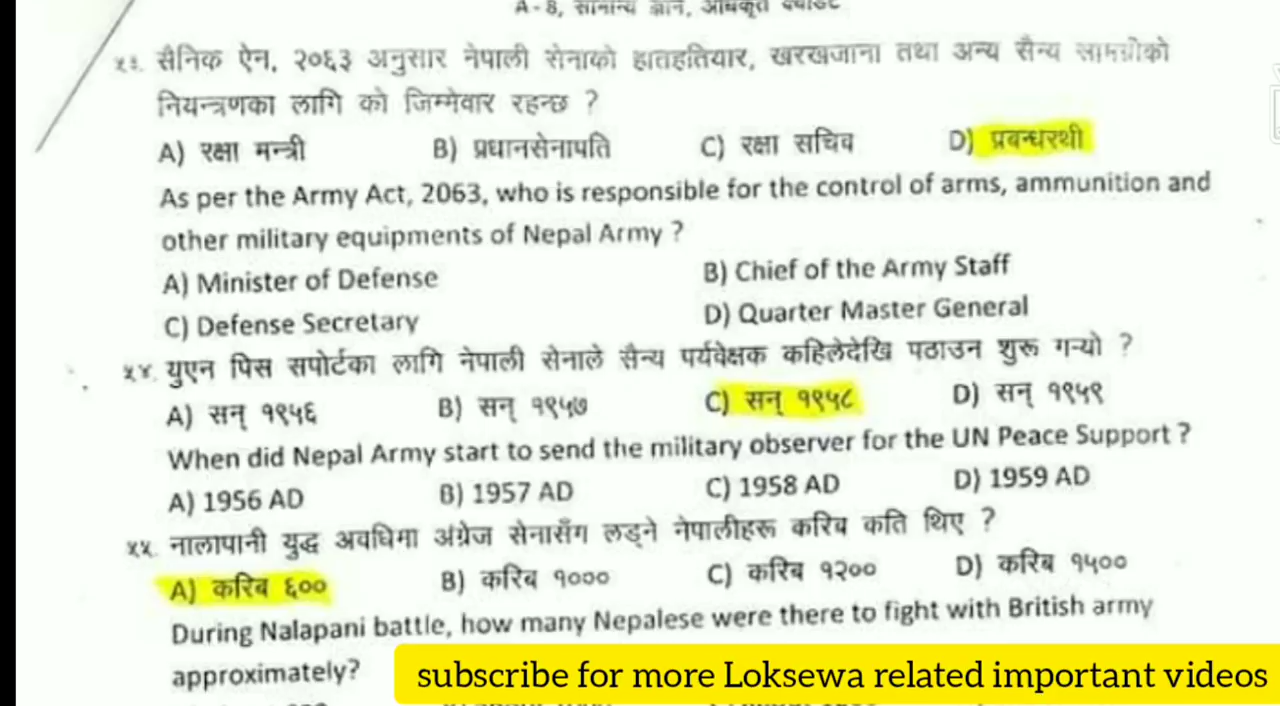 A-8, सामान्य ज्ञान, अधिकृत क्याडेट
५३. सैनिक ऐन, २०६३ अनुसार नेपाली सेनाको हातहतियार, खरखजाना तथा अन्य सैन्य सामग्रीको
नियन्त्रणका लागि को जिम्मेवार रहन्छ ?
A) रक्षा मन्त्री B) प्रधानसेनापति C) रक्षा सचिव D) प्रबन्धरथी
As per the Army Act, 2063, who is responsible for the control of arms, ammunition and
other military equipments of Nepal Army ?
A) Minister of Defense B) Chief of the Army Staff
C) Defense Secretary D) Quarter Master General
५४. युएन पिस सपोर्टका लागि नेपाली सेनाले सैन्य पर्यवेक्षक कहिलेदेखि पठाउन शुरू गऱ्यो ?
A) सन् १९५६ B) सन् १९५७ C) सन् १९५८ D) सन् १९५९
When did Nepal Army start to send the military observer for the UN Peace Support ?
A) 1956 AD B) 1957 AD C) 1958 AD D) 1959 AD
५५. नालापानी युद्ध अवधिमा अंग्रेज सेनासँग लड्ने नेपालीहरू करिब कति थिए ?
A) करिब ६०० B) करिब १००० C) करिब १२०० D) करिब १५००
During Nalapani battle, how many Nepalese were there to fight with British army
approximately?
subscribe for more Loksewa related important videos